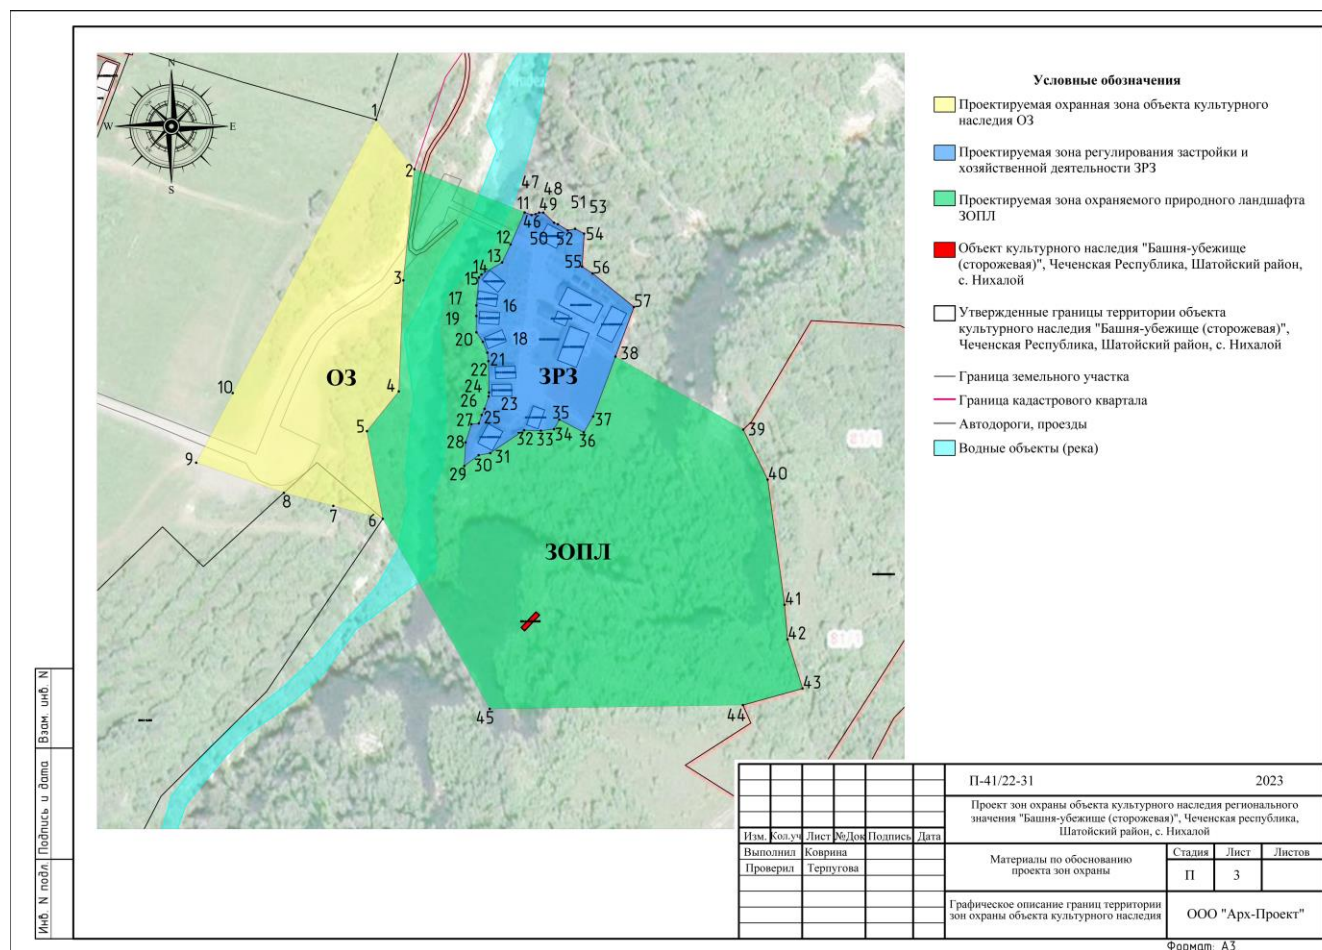 N
W
E
S
1
2
3
4
5
6
7
8
9
10
11
12
13
14
15
16
17
18
19
20
21
22
23
24
25
26
27
28
29
30
31
32
33
34
35
36
37
38
39
40
41
42
43
44
45
46
47
48
49
50
51
52
53
54
55
56
57
ОЗ
ЗРЗ
ЗОПЛ
81/1
Условные обозначения
Проектируемая охранная зона объекта культурного
наследия ОЗ
Проектируемая зона регулирования застройки и
хозяйственной деятельности ЗРЗ
Проектируемая зона охраняемого природного ландшафта
ЗОПЛ
Объект культурного наследия "Башня-убежище
(сторожевая)", Чеченская Республика, Шатойский район,
с. Нихалой
Утвержденные границы территории объекта
культурного наследия "Башня-убежище (сторожевая)",
Чеченская Республика, Шатойский район, с. Нихалой
Граница земельного участка
Граница кадастрового квартала
Автодороги, проезды
Водные объекты (река)
Взам. инв. N
Подпись и дата
Инв. N подл.
П-41/22-31 2023
Проект зон охраны объекта культурного наследия регионального
значения "Башня-убежище (сторожевая)", Чеченская республика,
Шатойский район, с. Нихалой
Изм. Кол.уч Лист №Док Подпись Дата
Выполнил Коврина
Проверил Терпугова
Материалы по обоснованию
проекта зон охраны
Стадия Лист Листов
П 3
Графическое описание границ территории
зон охраны объекта культурного наследия
ООО "Арх-Проект"
Формат: А3